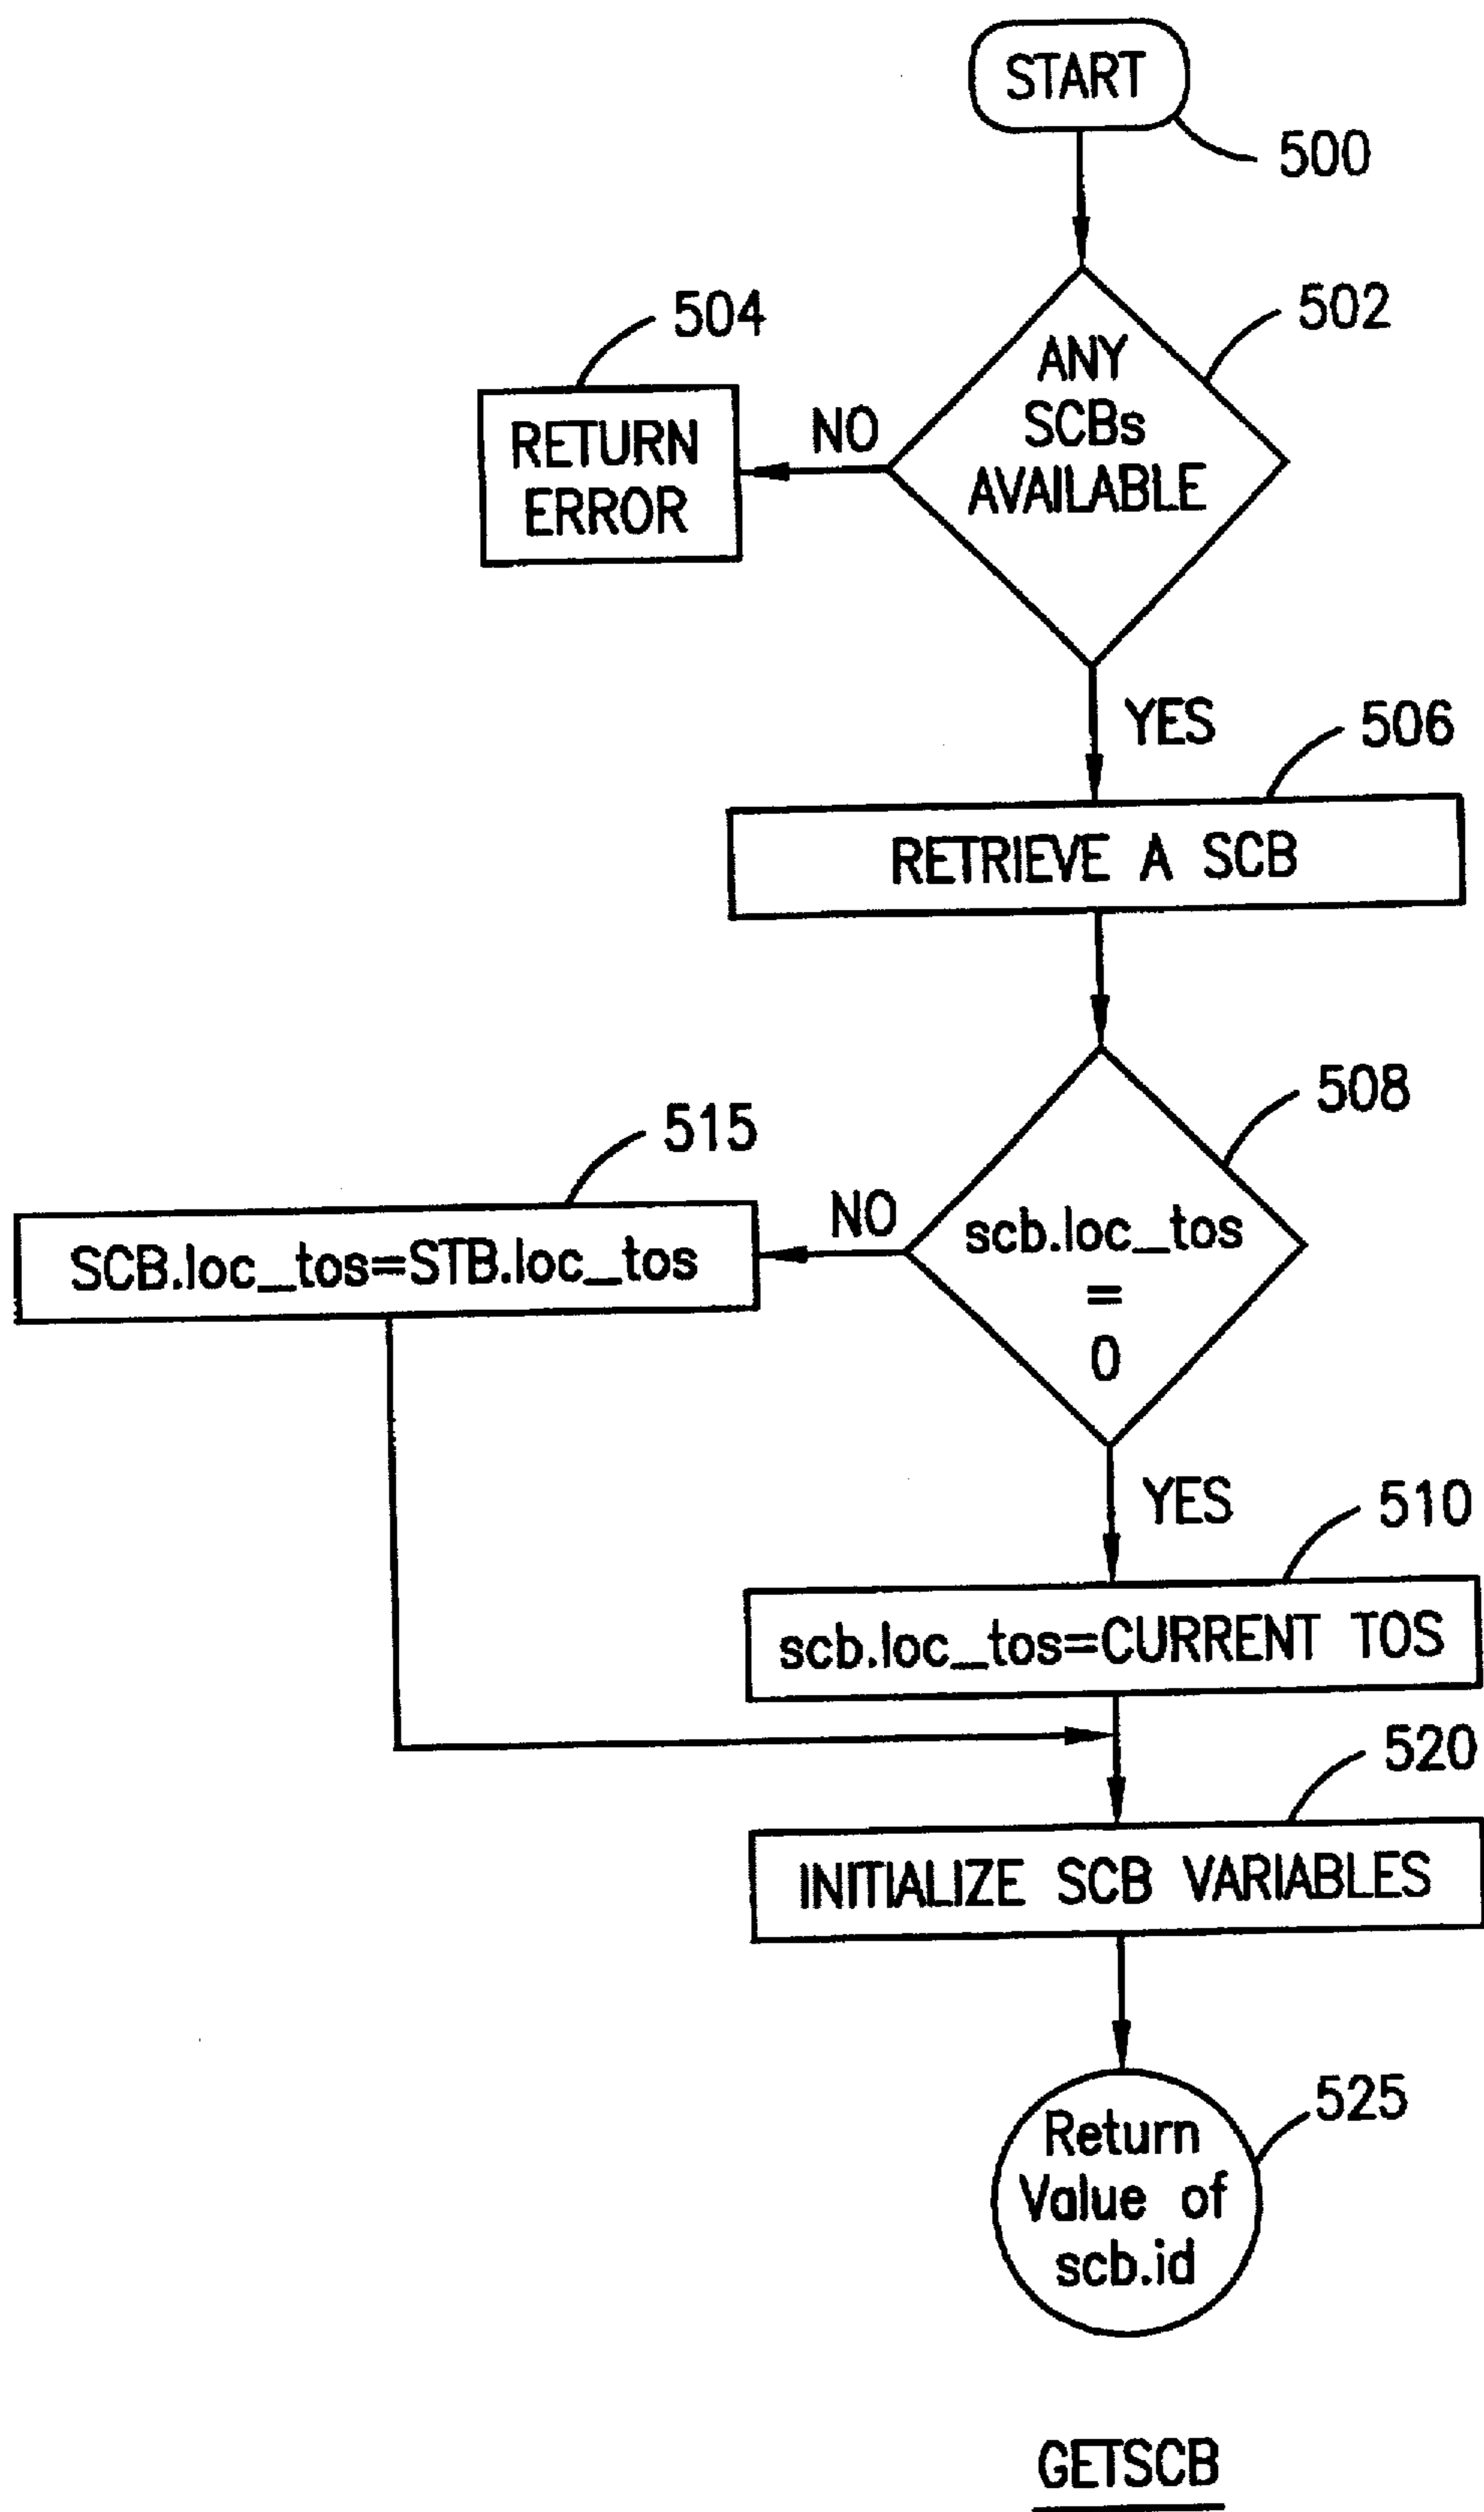 START
500
502
504
ANY
SCBs
AVAILABLE
NO
RETURN
ERROR
YES
506
RETRIEVE A SCB
508
515
NO
scb.loc_tos
=
0
SCB.loc_tos=STB.loc_tos
YES
510
scb.loc_tos=CURRENT TOS
520
INITIALIZE SCB VARIABLES
525
Return
Value of
scb.id
GETSCB